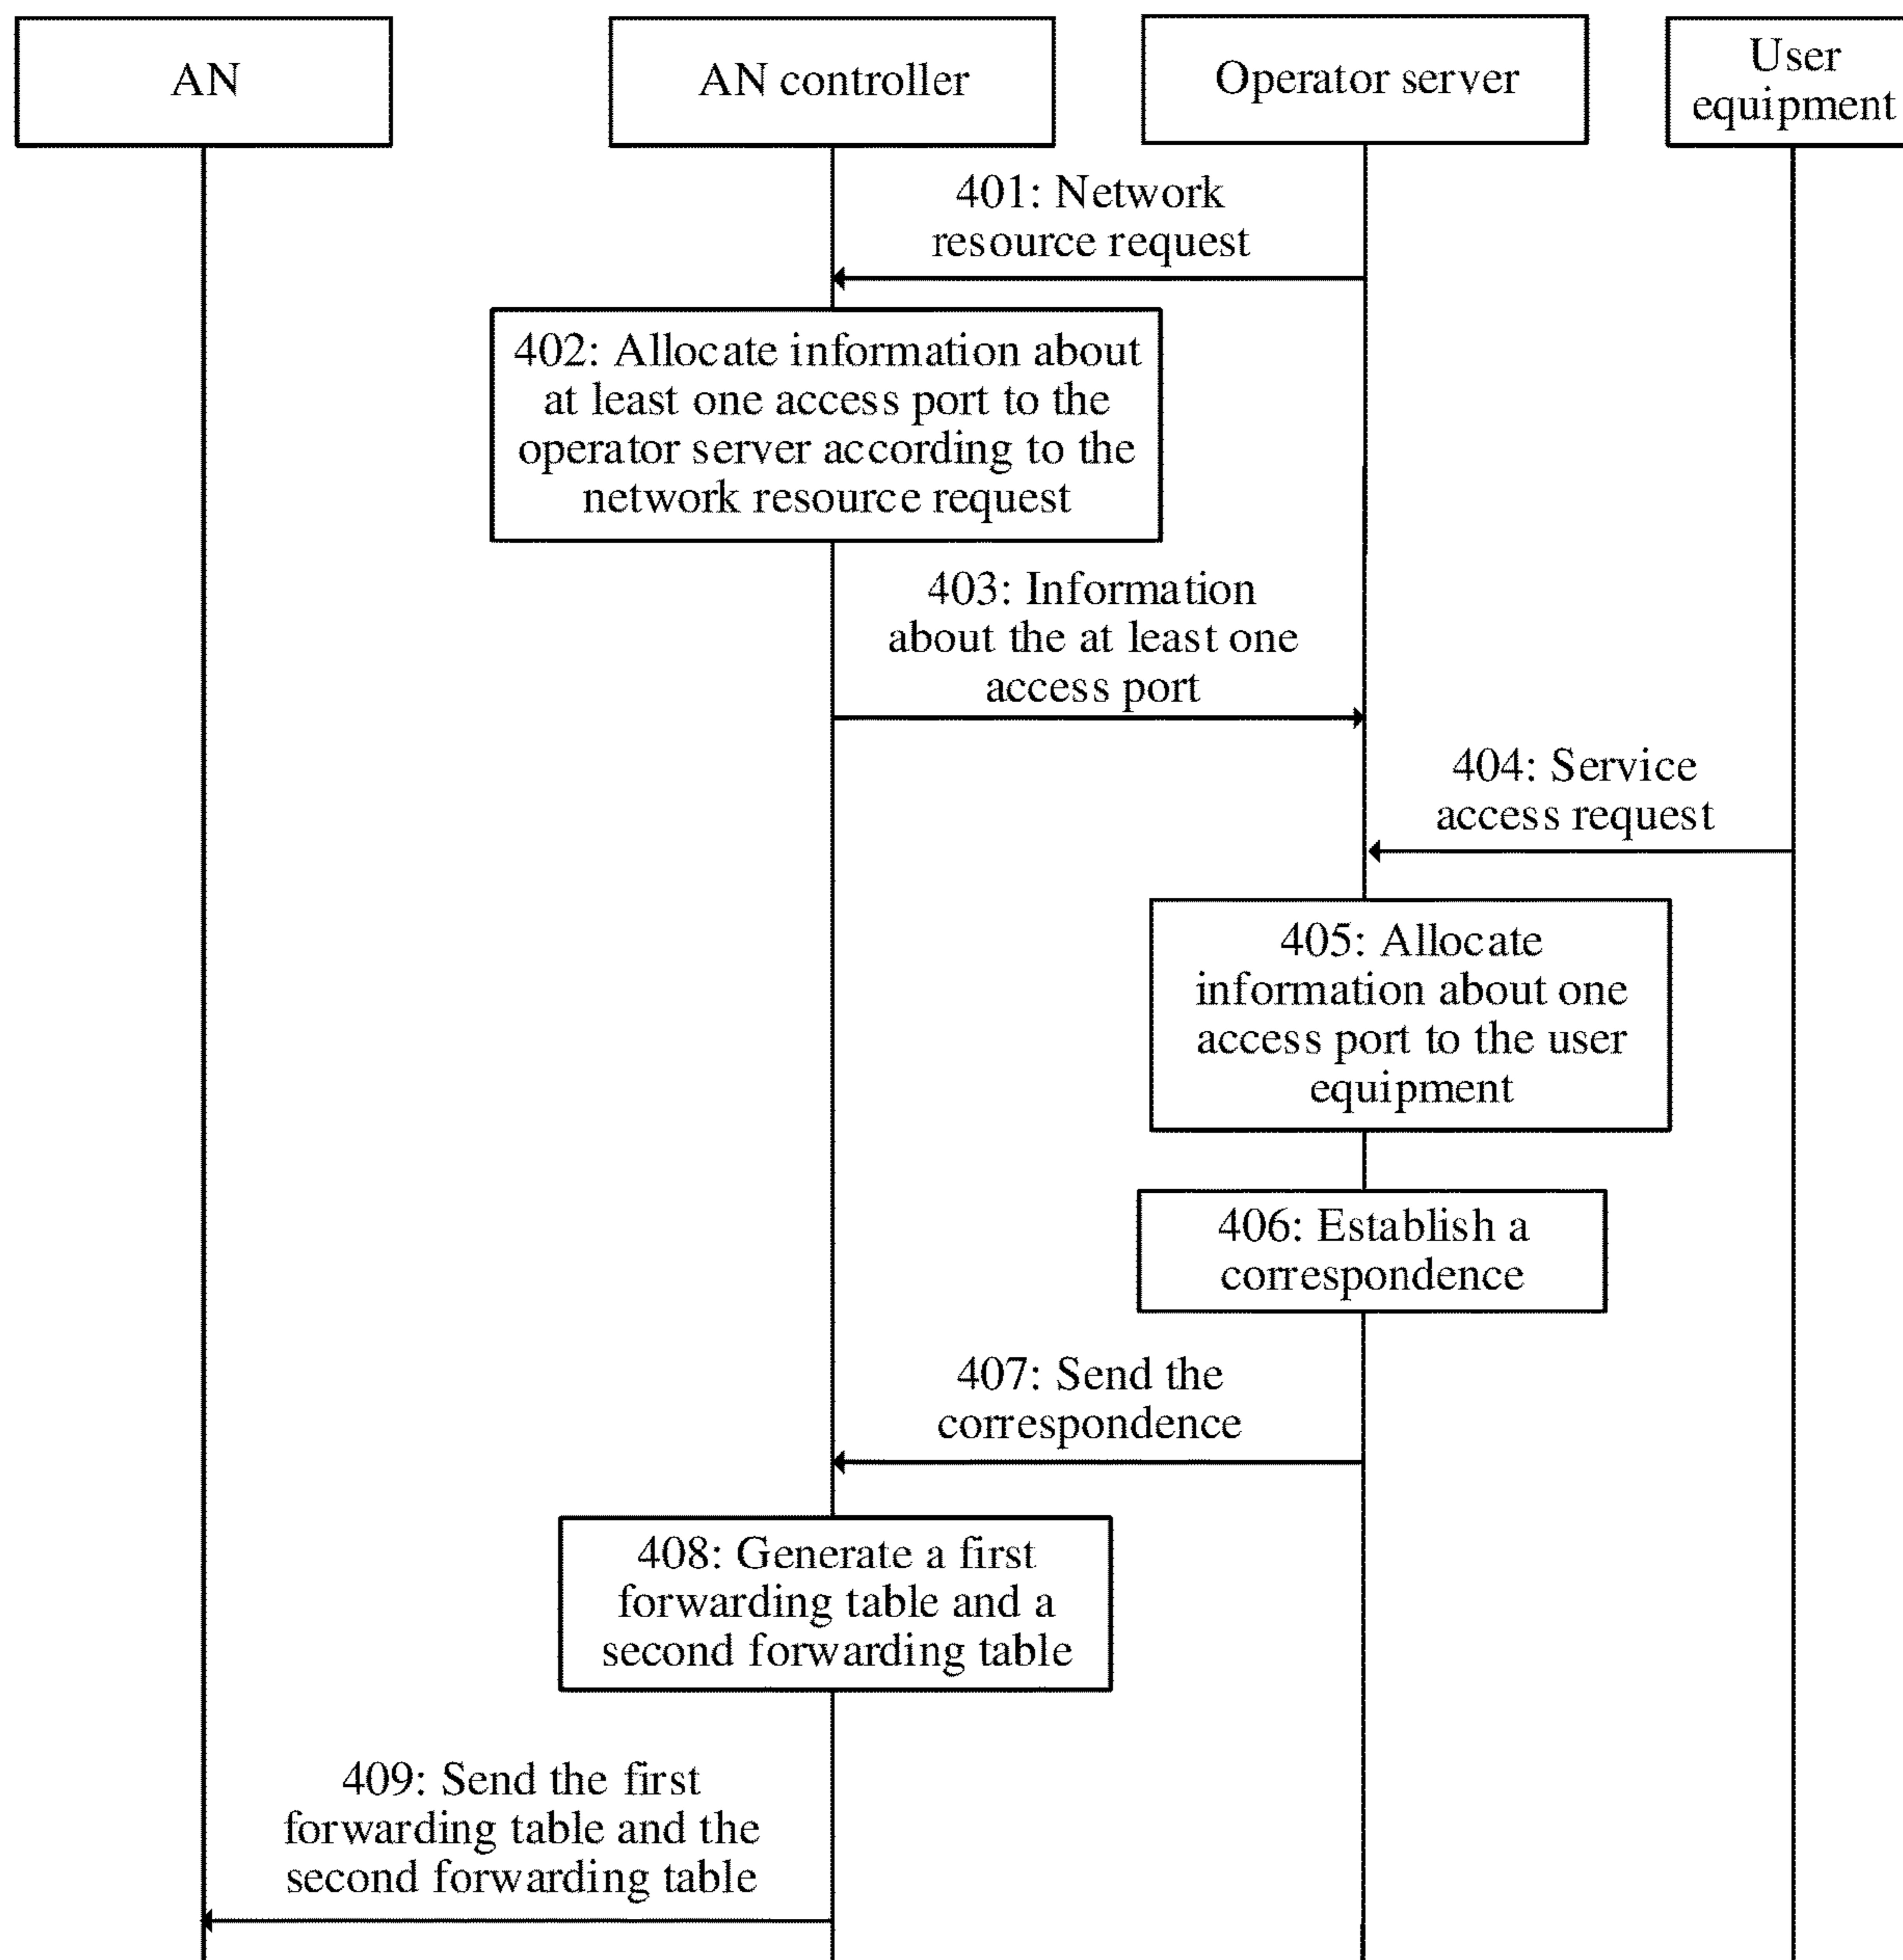 AN
AN controller
Operator server
User
equipment
401: Network
resource request
402: Allocate information about
at least one access port to the
operator server according to the
network resource request
403: Information
about the at least one
access port
404: Service
access request
405: Allocate
information about one
access port to the user
equipment
406: Establish a
correspondence
407: Send the
correspondence
408: Generate a first
forwarding table and a
second forwarding table
409: Send the first
forwarding table and the
second forwarding table